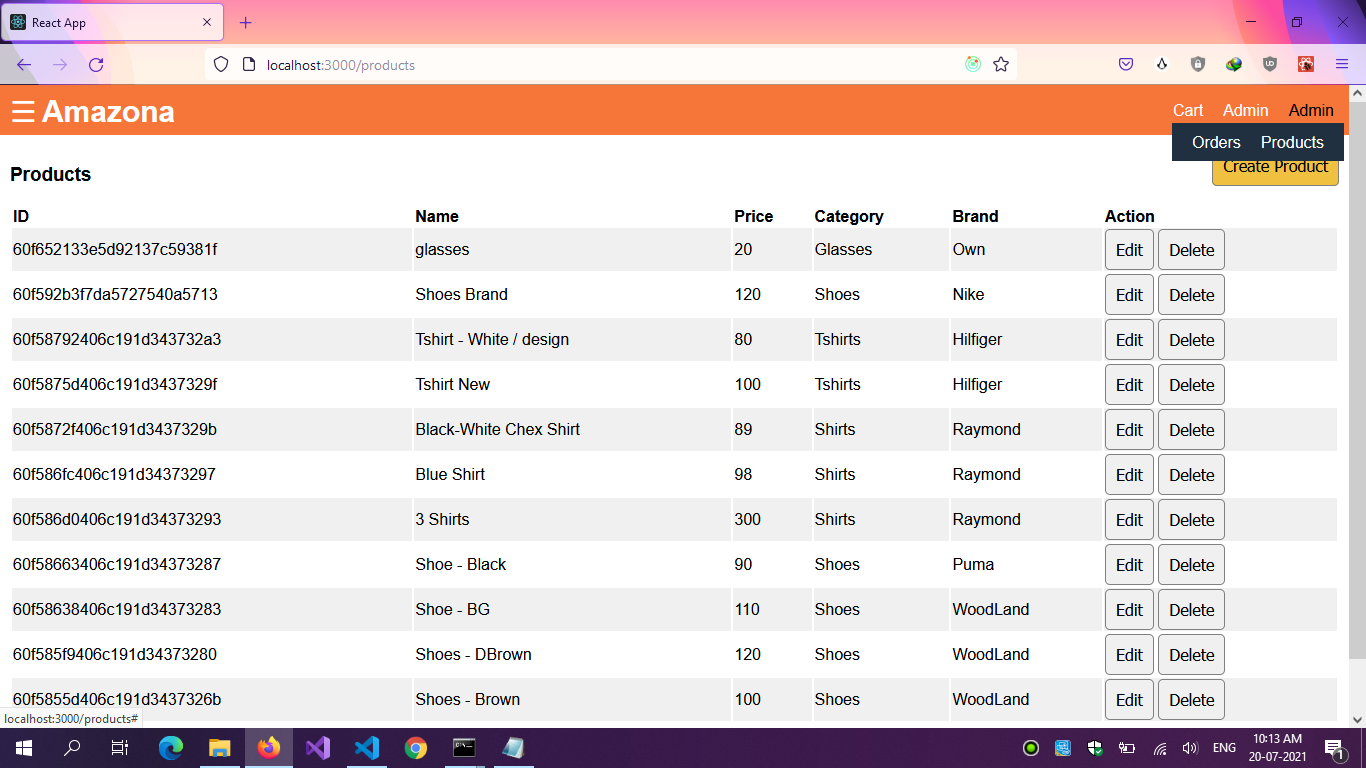 React App
localhost:3000/products
☰ Amazona
Cart Admin Admin
Orders Products
Products
Create Product
ID Name Price Category Brand Action
60f652133e5d92137c59381f glasses 20 Glasses Own Edit Delete
60f592b3f7da5727540a5713 Shoes Brand 120 Shoes Nike Edit Delete
60f58792406c191d343732a3 Tshirt - White / design 80 Tshirts Hilfiger Edit Delete
60f5875d406c191d3437329f Tshirt New 100 Tshirts Hilfiger Edit Delete
60f5872f406c191d3437329b Black-White Chex Shirt 89 Shirts Raymond Edit Delete
60f586fc406c191d34373297 Blue Shirt 98 Shirts Raymond Edit Delete
60f586d0406c191d34373293 3 Shirts 300 Shirts Raymond Edit Delete
60f58663406c191d34373287 Shoe - Black 90 Shoes Puma Edit Delete
60f58638406c191d34373283 Shoe - BG 110 Shoes WoodLand Edit Delete
60f585f9406c191d34373280 Shoes - DBrown 120 Shoes WoodLand Edit Delete
60f5855d406c191d3437326b Shoes - Brown 100 Shoes WoodLand Edit Delete
localhost:3000/products#
ENG
10:13 AM
20-07-2021
1